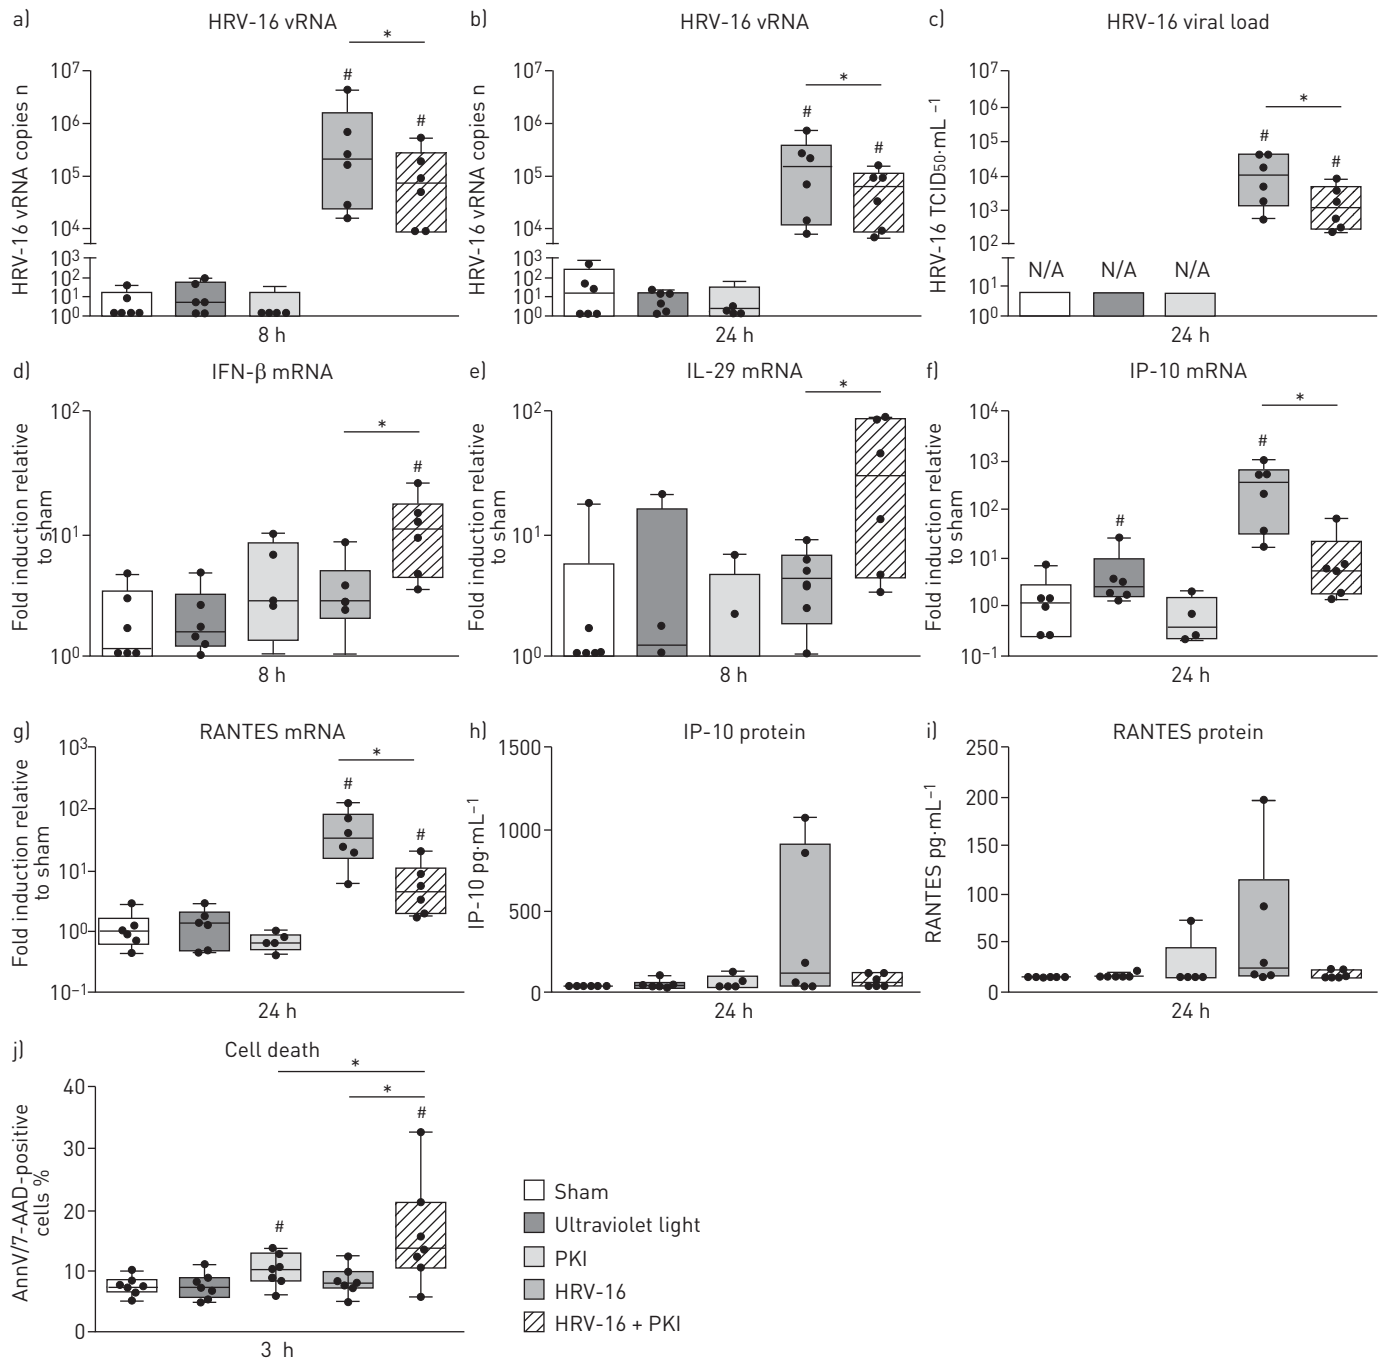 a)
HRV-16 vRNA
HRV-16 vRNA copies n
10⁷
10⁶
10⁵
10⁴
10³
10²
10¹
10⁰
*
#
#
8 h
b)
HRV-16 vRNA
HRV-16 vRNA copies n
10⁷
10⁶
10⁵
10⁴
10³
10²
10¹
10⁰
*
#
#
24 h
c)
HRV-16 viral load
HRV-16 TCID₅₀·mL⁻¹
10⁷
10⁶
10⁵
10⁴
10³
10²
10¹
10⁰
*
#
#
N/A N/A N/A
24 h
d)
IFN-β mRNA
Fold induction relative
to sham
10²
10¹
10⁰
*
#
8 h
e)
IL-29 mRNA
Fold induction relative
to sham
10²
10¹
10⁰
*
8 h
f)
IP-10 mRNA
Fold induction relative
to sham
10⁴
10³
10²
10¹
10⁰
10⁻¹
*
#
#
24 h
g)
RANTES mRNA
Fold induction relative
to sham
10³
10²
10¹
10⁰
10⁻¹
*
#
#
24 h
h)
IP-10 protein
IP-10 pg·mL⁻¹
1500
1000
500
0
24 h
i)
RANTES protein
RANTES pg·mL⁻¹
250
200
150
100
50
0
24 h
j)
Cell death
AnnV/7-AAD-positive
cells %
40
30
20
10
0
*
*
#
#
3 h
Sham
Ultraviolet light
PKI
HRV-16
HRV-16 + PKI